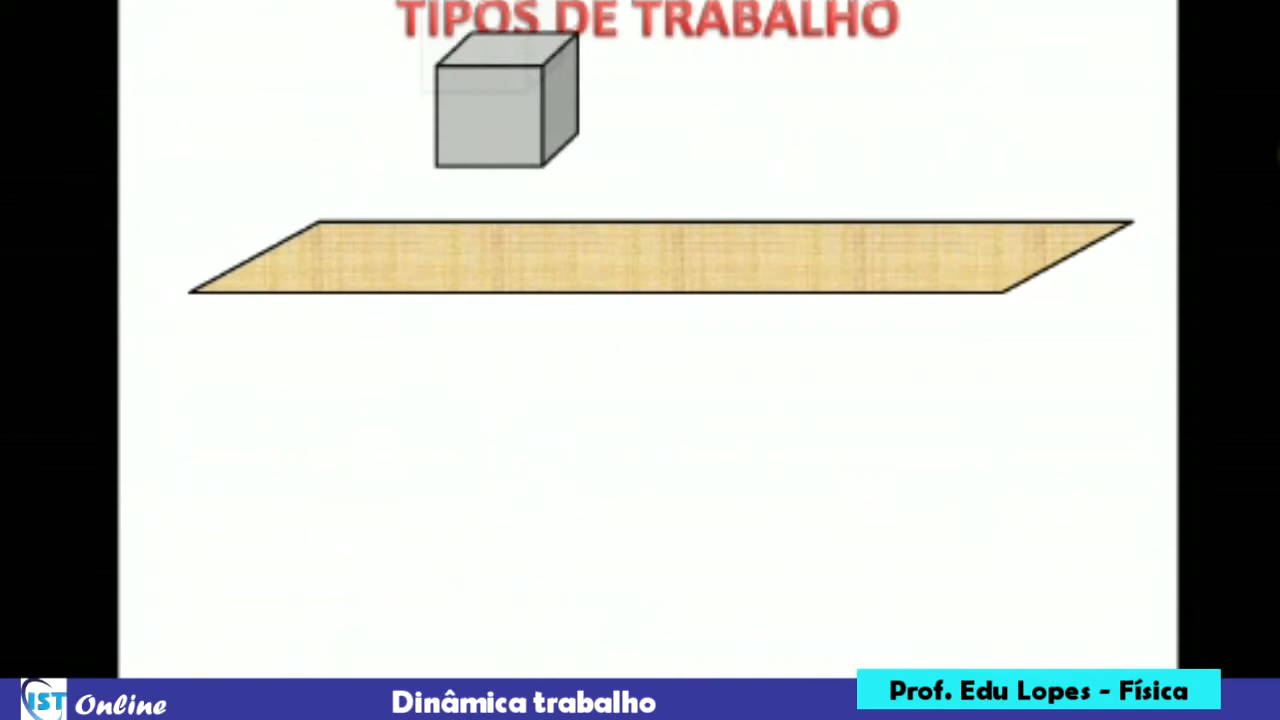 TIPOS DE TRABALHO
IST Online
Dinâmica trabalho
Prof. Edu Lopes - Física